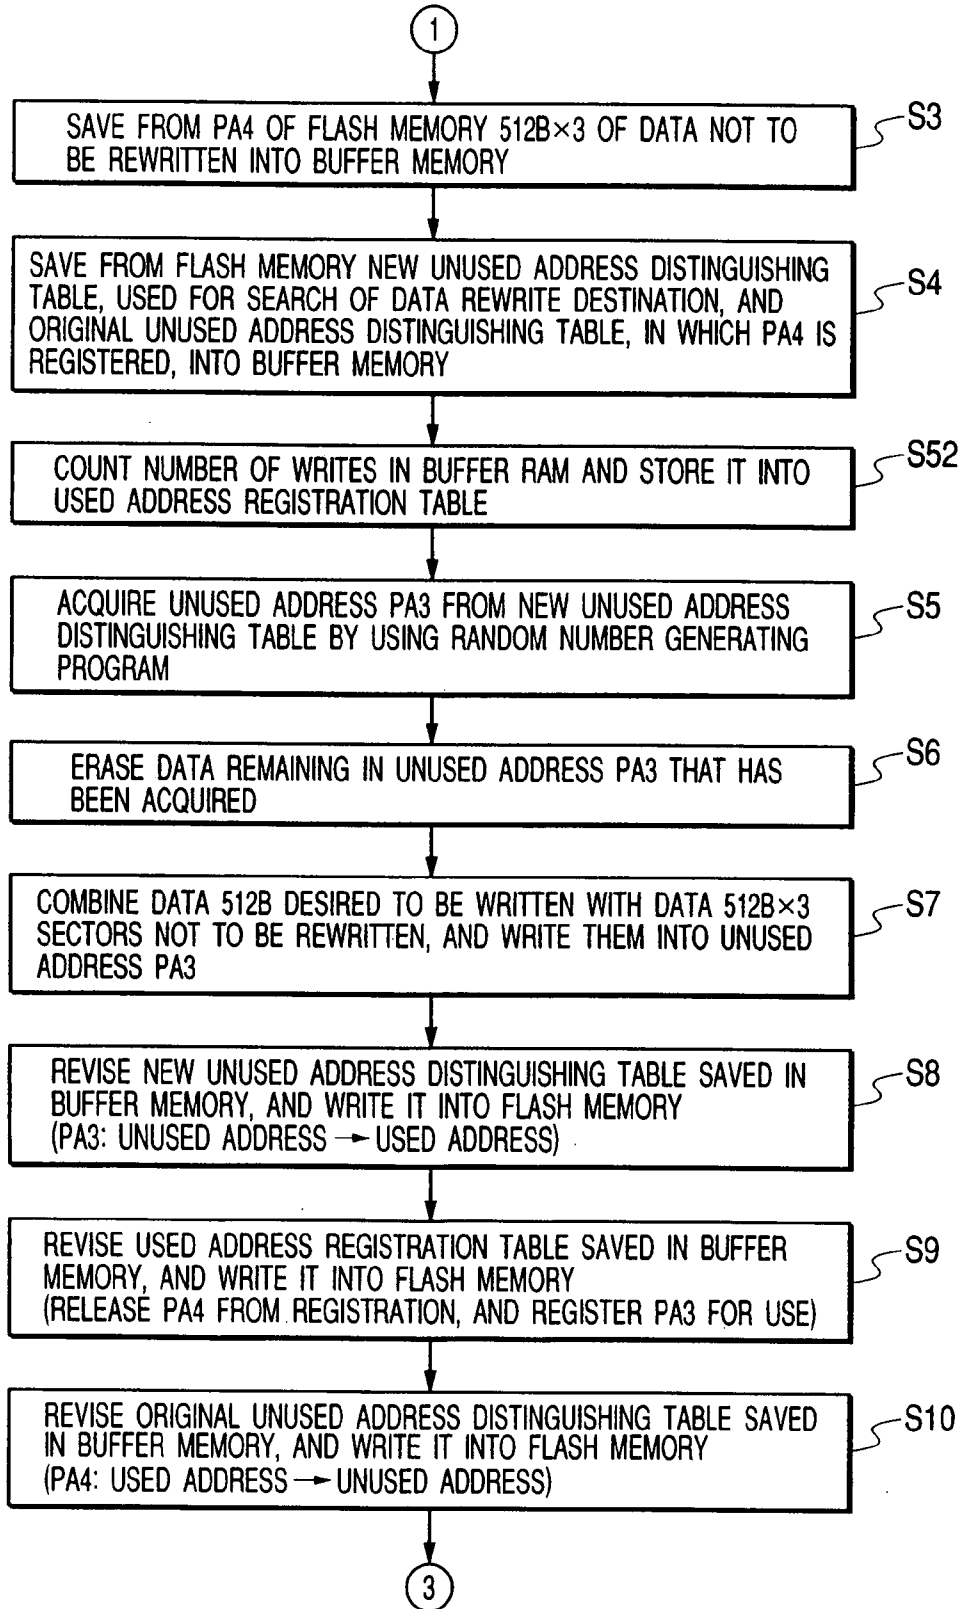 1
SAVE FROM PA4 OF FLASH MEMORY 512B×3 OF DATA NOT TO
BE REWRITTEN INTO BUFFER MEMORY
S3
SAVE FROM FLASH MEMORY NEW UNUSED ADDRESS DISTINGUISHING
TABLE, USED FOR SEARCH OF DATA REWRITE DESTINATION, AND
ORIGINAL UNUSED ADDRESS DISTINGUISHING TABLE, IN WHICH PA4 IS
REGISTERED, INTO BUFFER MEMORY
S4
COUNT NUMBER OF WRITES IN BUFFER RAM AND STORE IT INTO
USED ADDRESS REGISTRATION TABLE
S52
ACQUIRE UNUSED ADDRESS PA3 FROM NEW UNUSED ADDRESS
DISTINGUISHING TABLE BY USING RANDOM NUMBER GENERATING
PROGRAM
S5
ERASE DATA REMAINING IN UNUSED ADDRESS PA3 THAT HAS
BEEN ACQUIRED
S6
COMBINE DATA 512B DESIRED TO BE WRITTEN WITH DATA 512B×3
SECTORS NOT TO BE REWRITTEN, AND WRITE THEM INTO UNUSED
ADDRESS PA3
S7
REVISE NEW UNUSED ADDRESS DISTINGUISHING TABLE SAVED IN
BUFFER MEMORY, AND WRITE IT INTO FLASH MEMORY
(PA3: UNUSED ADDRESS → USED ADDRESS)
S8
REVISE USED ADDRESS REGISTRATION TABLE SAVED IN BUFFER
MEMORY, AND WRITE IT INTO FLASH MEMORY
(RELEASE PA4 FROM REGISTRATION, AND REGISTER PA3 FOR USE)
S9
REVISE ORIGINAL UNUSED ADDRESS DISTINGUISHING TABLE SAVED
IN BUFFER MEMORY, AND WRITE IT INTO FLASH MEMORY
(PA4: USED ADDRESS → UNUSED ADDRESS)
S10
3